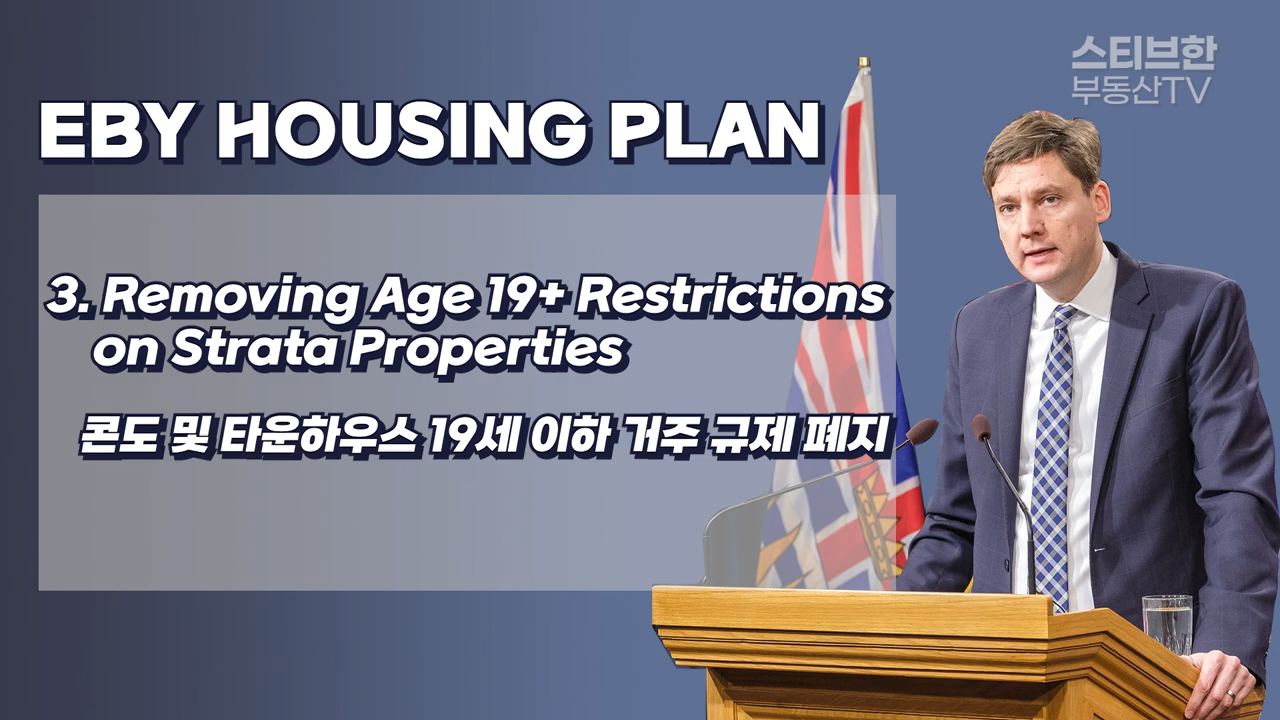 스티브한
부동산TV
EBY HOUSING PLAN
3. Removing Age 19+ Restrictions
on Strata Properties
콘도 및 타운하우스 19세 이하 거주 규제 폐지